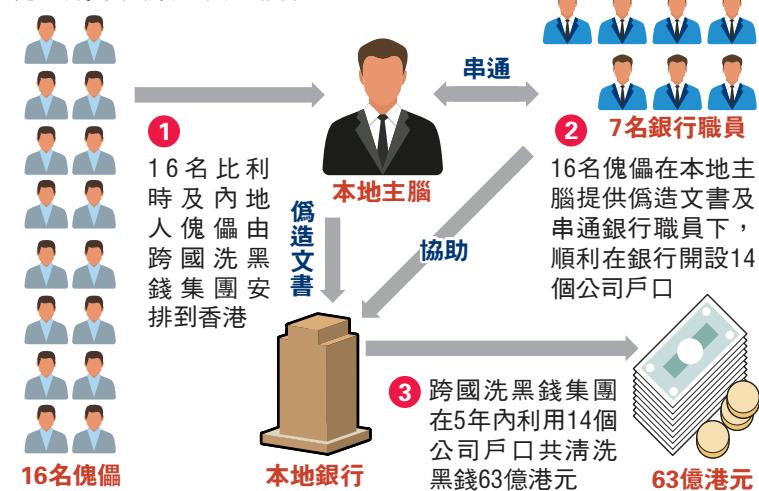 串通
1
16名比利
時及內地
人傀儡由
跨國洗黑
錢集團安
排到香港
本地主腦
偽造文書
協助
2
7名銀行職員
16名傀儡在本地主
腦提供偽造文書及
串通銀行職員下，
順利在銀行開設14
個公司戶口
3
跨國洗黑錢集團
在5年內利用14個
公司戶口共清洗
黑錢63億港元
16名傀儡
本地銀行
63億港元